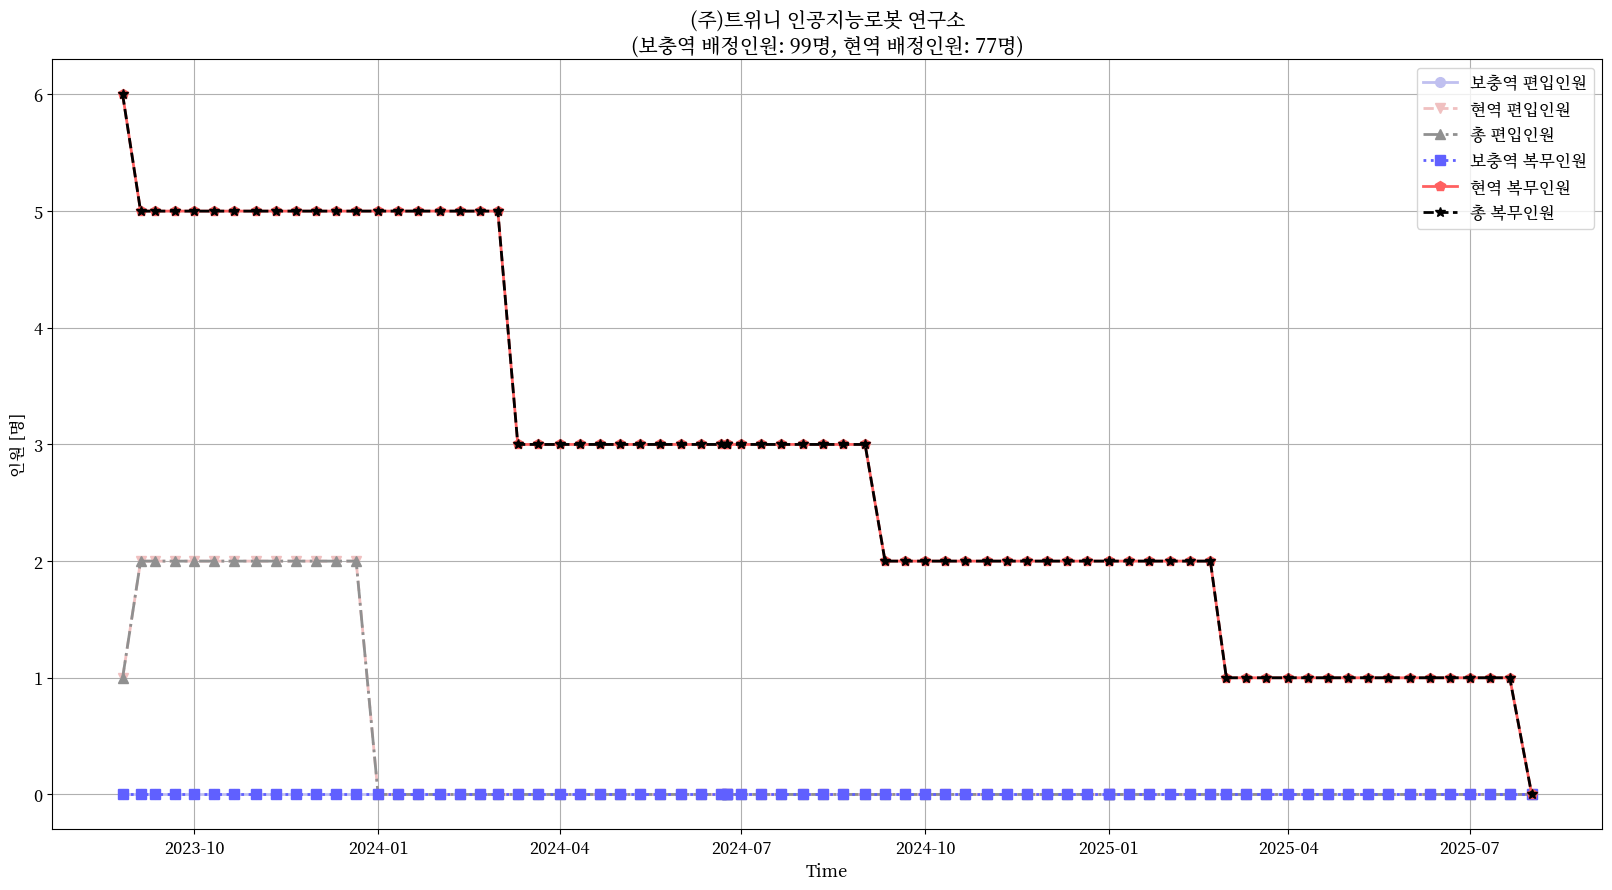 (주)트위니 인공지능로봇 연구소
(보충역 배정인원: 99명, 현역 배정인원: 77명)
보충역 편입인원
현역 편입인원
총 편입인원
보충역 복무인원
현역 복무인원
총 복무인원
인원 [명]
6
5
4
3
2
1
0
2023-10 2024-01 2024-04 2024-07 2024-10 2025-01 2025-04 2025-07
Time